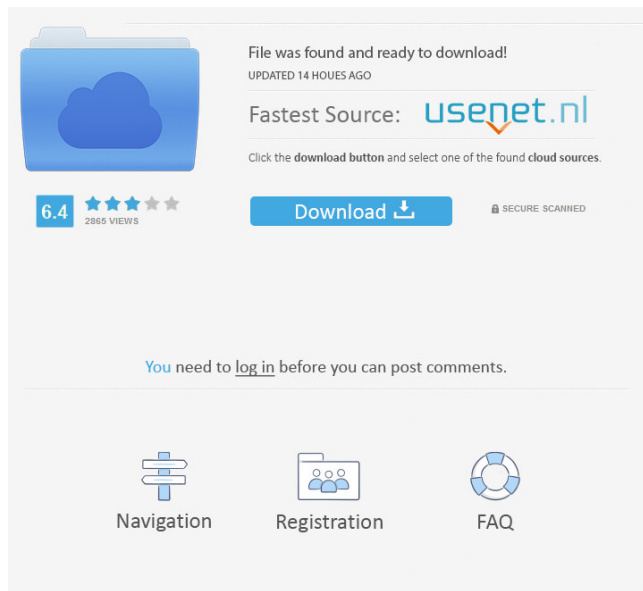 File was found and ready to download!
UPDATED 14 HOUES AGO
Fastest Source: usenet.nl
Click the download button and select one of the found cloud sources.
6.4
2865 VIEWS
Download
SECURE SCANNED
You need to log in before you can post comments.
Navigation
Registration
FAQ